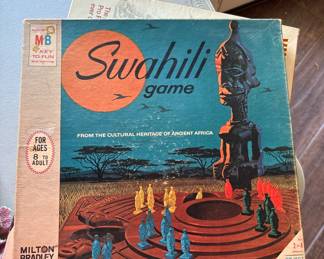 MB
KEY
TO FUN
Swahili
game
FROM THE CULTURAL HERITAGE OF ANCIENT AFRICA
FOR
AGES
8 TO
ADULT
MILTON
BRADLEY